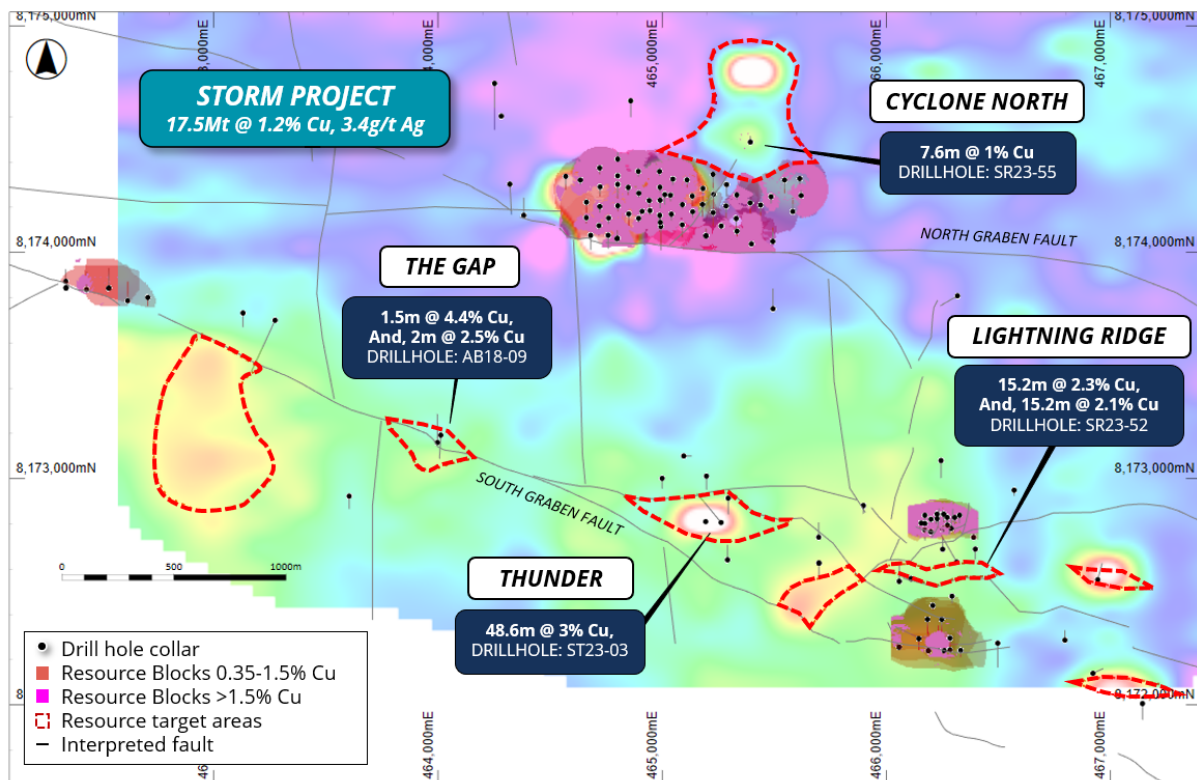 8,175,000mN
8,175,000mN
464,000mE
465,000mE
466,000mE
467,000mE
STORM PROJECT
17.5Mt @ 1.2% Cu, 3.4g/t Ag
CYCLONE NORTH
7.6m @ 1% Cu
DRILLHOLE: SR23-55
8,174,000mN
NORTH GRABEN FAULT
8,174,000mN
THE GAP
1.5m @ 4.4% Cu,
And, 2m @ 2.5% Cu
DRILLHOLE: AB18-09
LIGHTNING RIDGE
15.2m @ 2.3% Cu,
And, 15.2m @ 2.1% Cu
DRILLHOLE: SR23-52
8,173,000mN
8,173,000mN
SOUTH GRABEN FAULT
0 500 1000m
THUNDER
48.6m @ 3% Cu,
DRILLHOLE: ST23-03
Drill hole collar
Resource Blocks 0.35-1.5% Cu
Resource Blocks >1.5% Cu
Resource target areas
Interpreted fault
8,172,000mN
464,000mE
465,000mE
466,000mE
467,000mE